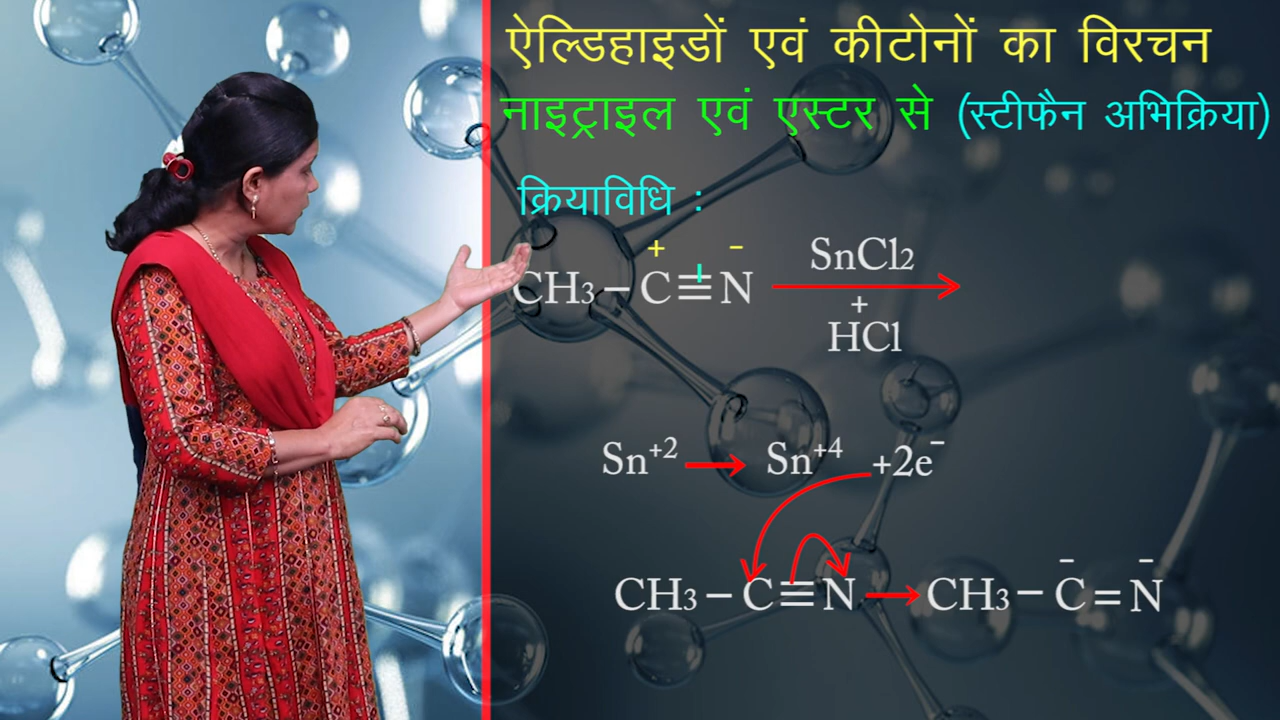 ऐल्डिहाइडों एवं कीटोनों का विरचन
नाइट्राइल एवं एस्टर से (स्टीफैन अभिक्रिया)
क्रियाविधि :
+ −
CH₃−C≡N SnCl₂ + HCl →
Sn⁺² → Sn⁺⁴ +2e⁻
− −
CH₃−C≡N → CH₃−C=N